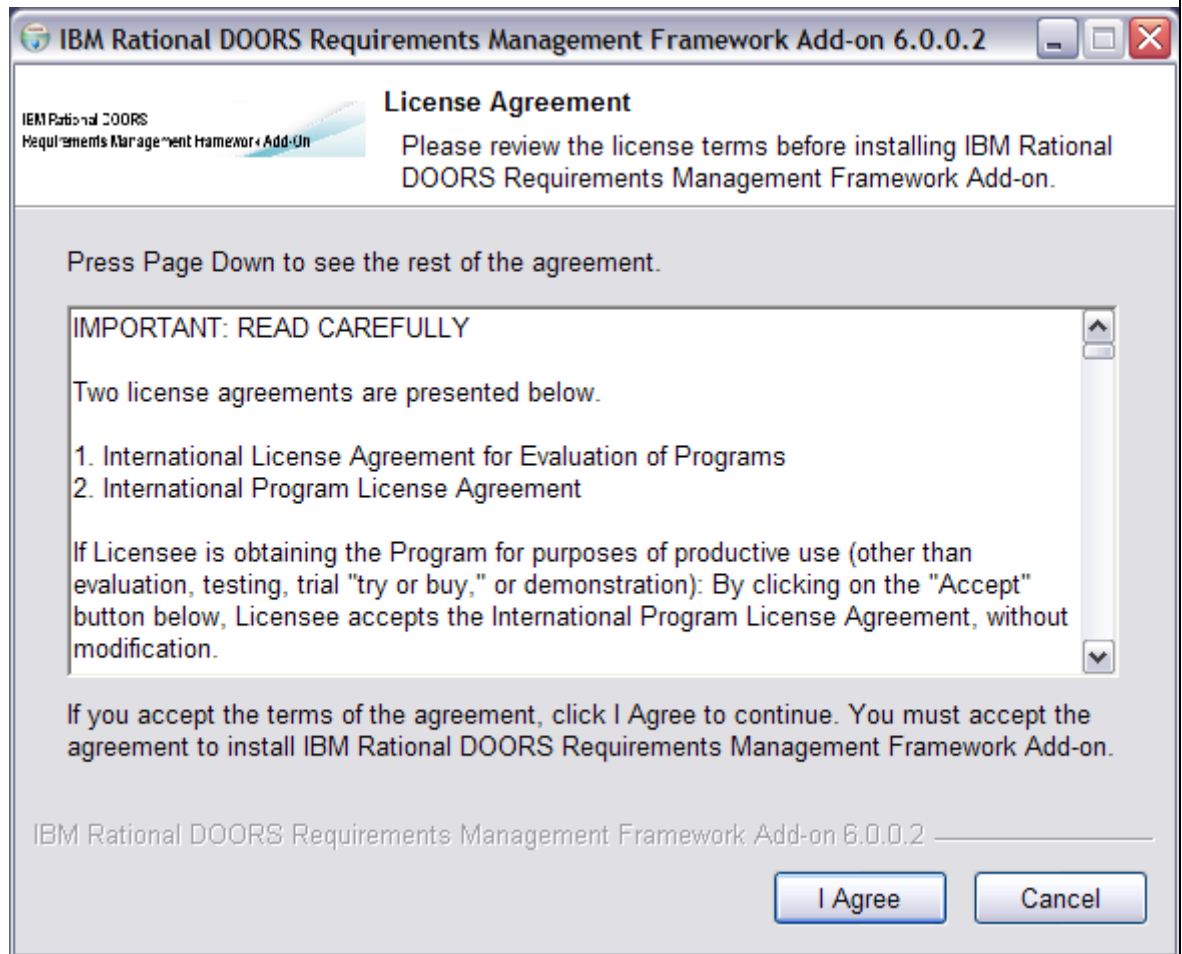 IBM Rational DOORS Requirements Management Framework Add-on 6.0.0.2
IBM Rational DOORS
Requirements Management Framework Add-On
License Agreement
Please review the license terms before installing IBM Rational
DOORS Requirements Management Framework Add-on.
Press Page Down to see the rest of the agreement.
IMPORTANT: READ CAREFULLY
Two license agreements are presented below.
1. International License Agreement for Evaluation of Programs
2. International Program License Agreement
If Licensee is obtaining the Program for purposes of productive use (other than
evaluation, testing, trial "try or buy," or demonstration): By clicking on the "Accept"
button below, Licensee accepts the International Program License Agreement, without
modification.
If you accept the terms of the agreement, click I Agree to continue. You must accept the
agreement to install IBM Rational DOORS Requirements Management Framework Add-on.
IBM Rational DOORS Requirements Management Framework Add-on 6.0.0.2
I Agree
Cancel